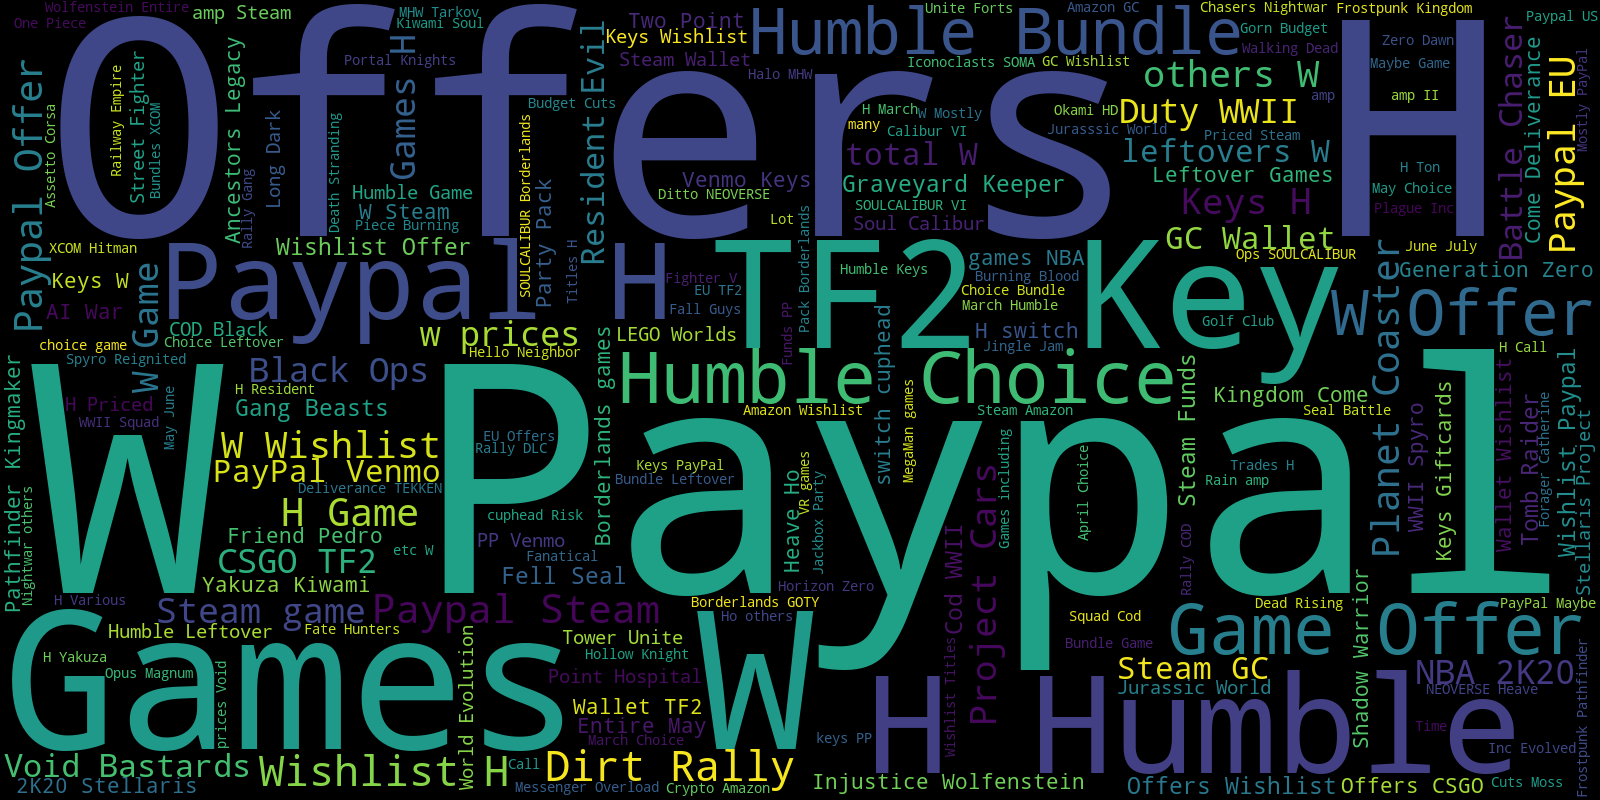 Wolfenstein Entire
One Piece
amp Steam
MHW Tarkov
Kiwami Soul
Two Point
Keys Wishlist
Humble Bundle
Unite Forts
Amazon GC
Chasers Nightwar
Frostpunk Kingdom
Paypal US
Gorn Budget
Walking Dead
Zero Dawn
Maybe Game
Offers H
Portal Knights
Steam Wallet
Halo MHW
Iconoclasts SOMA
GC Wishlist
others W
Paypal Offer
Assetto Corsa
Railway Empire
Street Fighter
Bundles XCOM
Ancestors Legacy
Rally Gang
Long Dark
Death Stranding
Games H
Budget Cuts
Resident Evil
SOULCALIBUR Borderlands
Party Pack
Titles H
H March
W Mostly
many
Calibur VI
Okami HD
Duty WWII
amp
amp II
Jurasssic World
Priced Steam
total W
leftovers W
Battle Chaser
Come Deliverance
Paypal EU
Mostly PayPal
Humble Game
W Steam
Piece Burning
Venmo Keys
Ditto NEOVERSE
Graveyard Keeper
Leftover Games
H Ton
May Choice
Plague Inc
SOULCALIBUR VI
Soul Calibur
Lot
Keys H
XCOM Hitman
Wishlist Offer
Paypal H
TF2 Key
GC Wallet
Ops SOULCALIBUR
June July
Keys W
AI War
W Game
Fighter V
EU TF2
Fall Guys
Pack Borderlands
Humble Keys
games NBA
Burning Blood
Choice Bundle
March Humble
Generation Zero
W Offer
COD Black
Choice Leftover
choice game
Spyro Reignited
w prices
Hello Neighbor
LEGO Worlds
Funds PP
H switch
Jingle Jam
Golf Club
Planet Coaster
H Call
Black Ops
H Resident
Humble Choice
Kingdom Come
Seal Battle
W Paypal
Pathfinder Kingmaker
H Priced
WWII Squad
May June
Gang Beasts
W Wishlist
PayPal Venmo
Deliverance TEKKEN
EU Offers
Rally DLC
Borderlands games
Amazon Wishlist
switch cuphead
MegaMan games
Steam Amazon
Steam Funds
Keys PayPal
Bundle Leftover
Trades H
Rain amp
WWII Spyro
Keys Giftcards
Wallet Wishlist
Tomb Raider
Forager Catherine
Wishlist Paypal
Stellaris Project
Nightwar others
H Game
Friend Pedro
CSGO TF2
etc W
cuphead Risk
PP Venmo
Fanatical
Fell Seal
Heave Ho
VR games
Jackbox Party
Horizon Zero
Cod WWII
Project Cars
Games including
April Choice
Rally COD
Yakuza Kiwami
H Various
Steam game
Paypal Steam
Borderlands GOTY
Ho others
Squad Cod
Dead Rising
PayPal Maybe
Games W
Humble Leftover
Fate Hunters
H Yakuza
Opus Magnum
prices Void
World Evolution
Tower Unite
Hollow Knight
Point Hospital
Bundle Game
Game Offer
Shadow Warrior
Steam GC
Jurassic World
NBA 2K20
NEOVERSE Heave
Frostpunk Pathfinder
Wallet TF2
Entire May
March Choice
keys PP
Wishlist Titles
H Humble
Time
Inc Evolved
Void Bastards
2K20 Stellaris
Wishlist H
Call
Dirt Rally
Messenger Overload
Crypto Amazon
Injustice Wolfenstein
Offers Wishlist
Offers CSGO
Cuts Moss